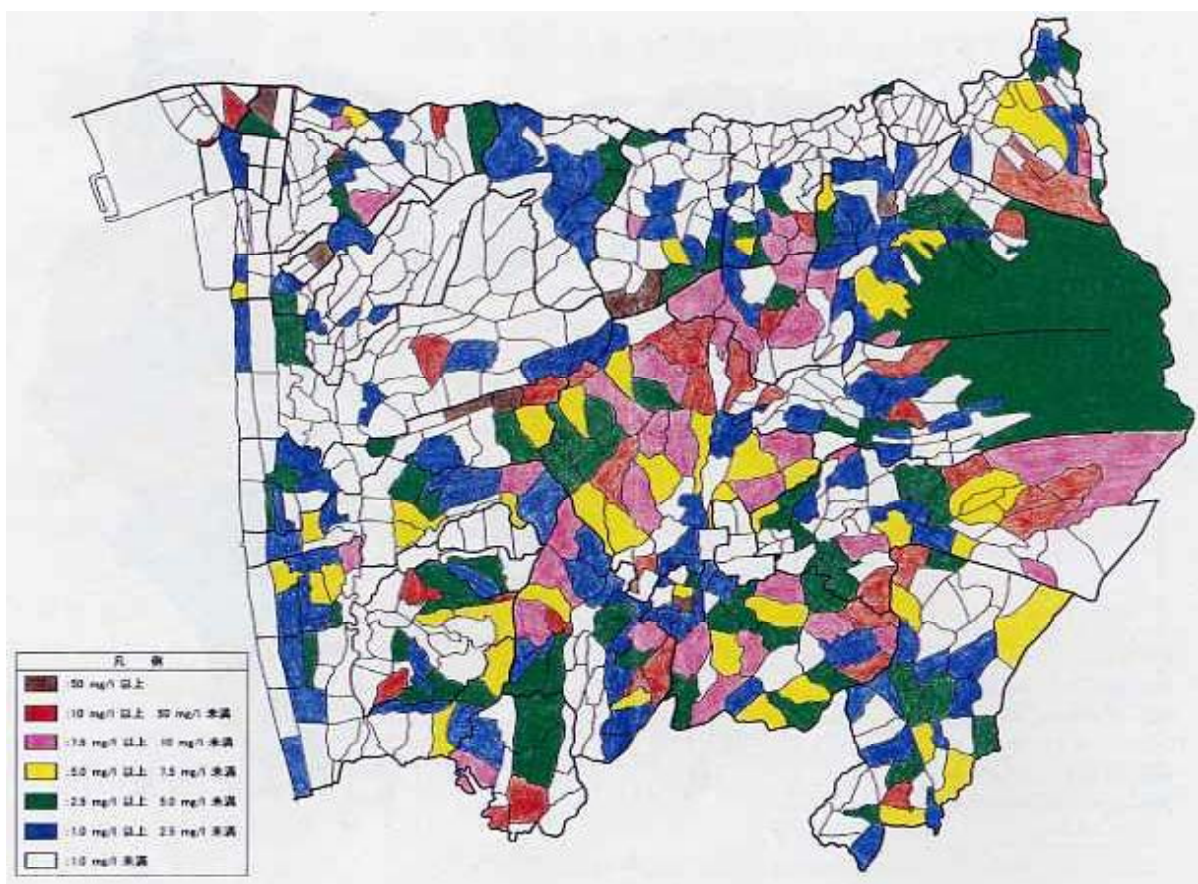 凡 例
:50 mg/l 以上
:10 mg/l 以上 50 mg/l 未満
:7.5 mg/l 以上 10 mg/l 未満
:5.0 mg/l 以上 7.5 mg/l 未満
:2.5 mg/l 以上 5.0 mg/l 未満
:1.0 mg/l 以上 2.5 mg/l 未満
:1.0 mg/l 未満